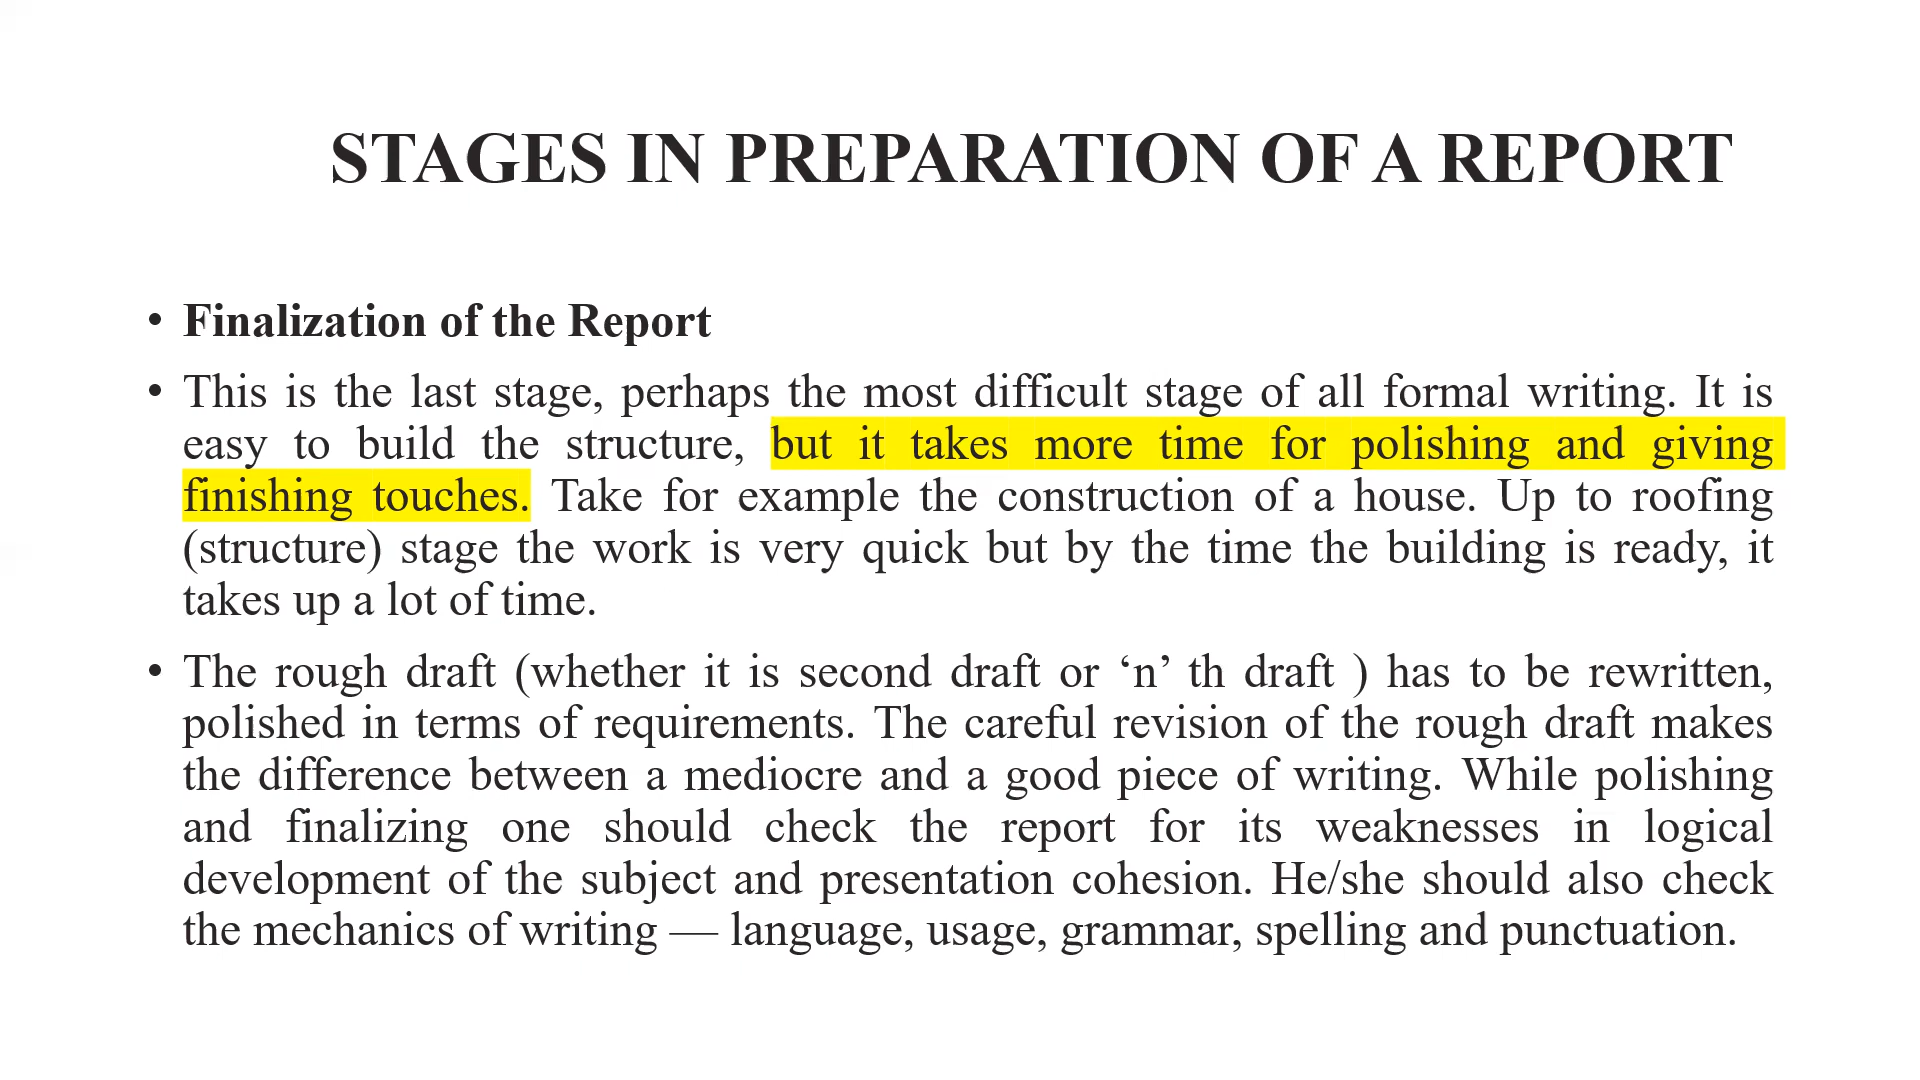 STAGES IN PREPARATION OF A REPORT
• Finalization of the Report
• This is the last stage, perhaps the most difficult stage of all formal writing. It is
easy to build the structure, but it takes more time for polishing and giving
finishing touches. Take for example the construction of a house. Up to roofing
(structure) stage the work is very quick but by the time the building is ready, it
takes up a lot of time.
• The rough draft (whether it is second draft or ‘n’ th draft ) has to be rewritten,
polished in terms of requirements. The careful revision of the rough draft makes
the difference between a mediocre and a good piece of writing. While polishing
and finalizing one should check the report for its weaknesses in logical
development of the subject and presentation cohesion. He/she should also check
the mechanics of writing — language, usage, grammar, spelling and punctuation.